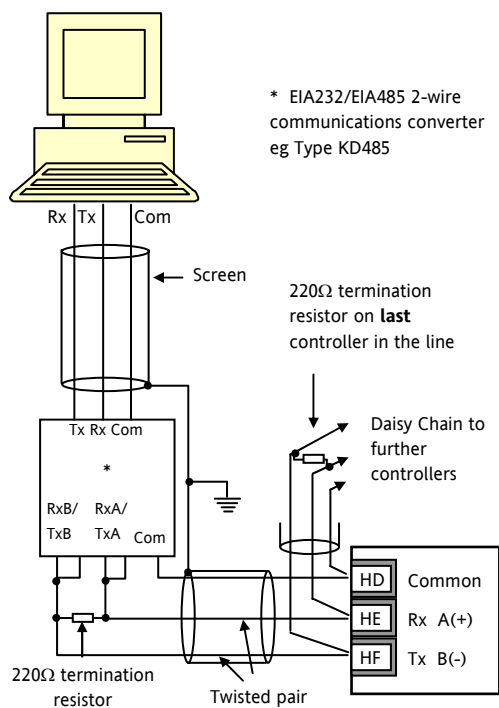 * EIA232/EIA485 2-wire
communications converter
eg Type KD485
Rx Tx Com
Screen
220Ω termination
resistor on last
controller in the line
Tx Rx Com
*
Daisy Chain to
further
controllers
RxB/ RxA/
TxB TxA Com
HD Common
HE Rx A(+)
HF Tx B(-)
220Ω termination
resistor
Twisted pair